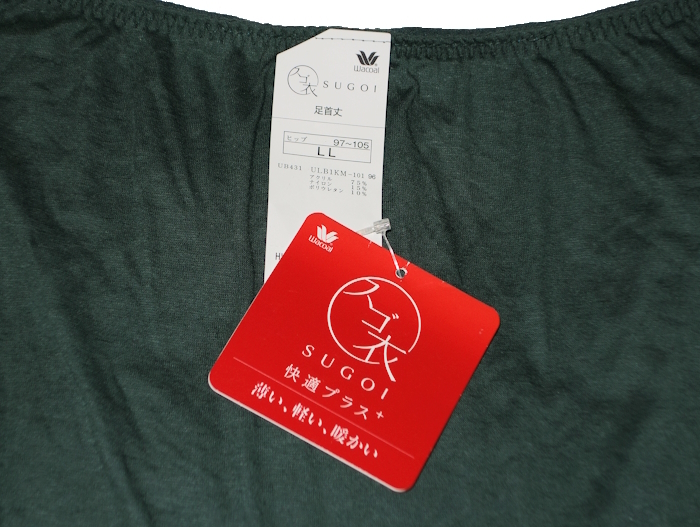 Wacoal
スゴ衣
SUGOI
足首丈
ヒップ 97~105
LL
UB431 ULB1KM-101 96
アクリル 75%
ナイロン 15%
ポリウレタン 10%
H
Wacoal
スゴ衣
SUGOI
快適プラス+
薄い、軽い、暖かい